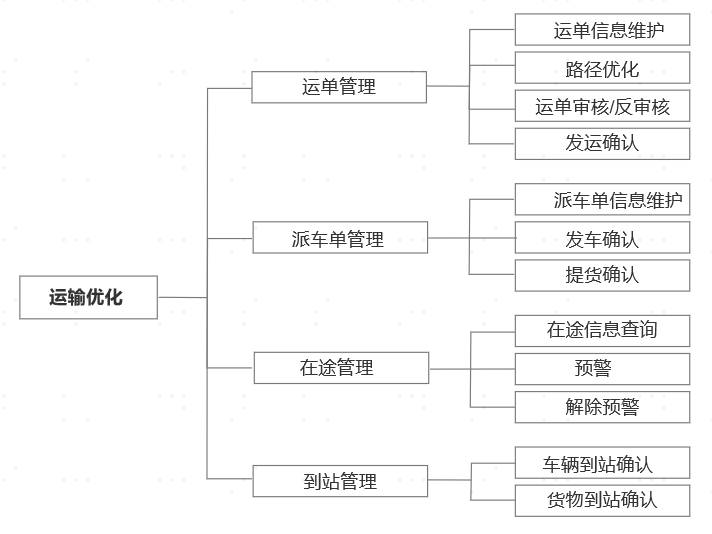 运输优化
运单管理
运单信息维护
路径优化
运单审核/反审核
发运确认
派车单管理
派车单信息维护
发车确认
提货确认
在途管理
在途信息查询
预警
解除预警
到站管理
车辆到站确认
货物到站确认